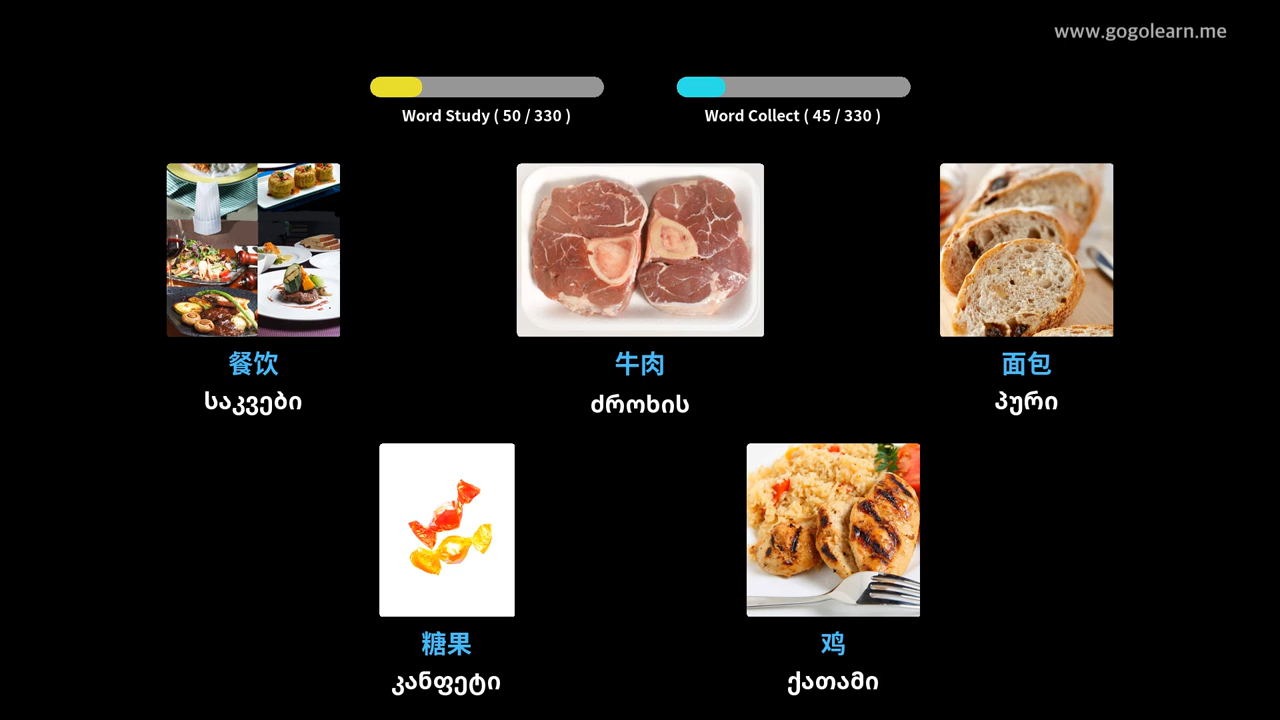 www.gogolearn.me
Word Study ( 50 / 330 )
Word Collect ( 45 / 330 )
餐饮
საკვები
牛肉
ძროხის
面包
პური
糖果
კანფეტი
鸡
ქათამი